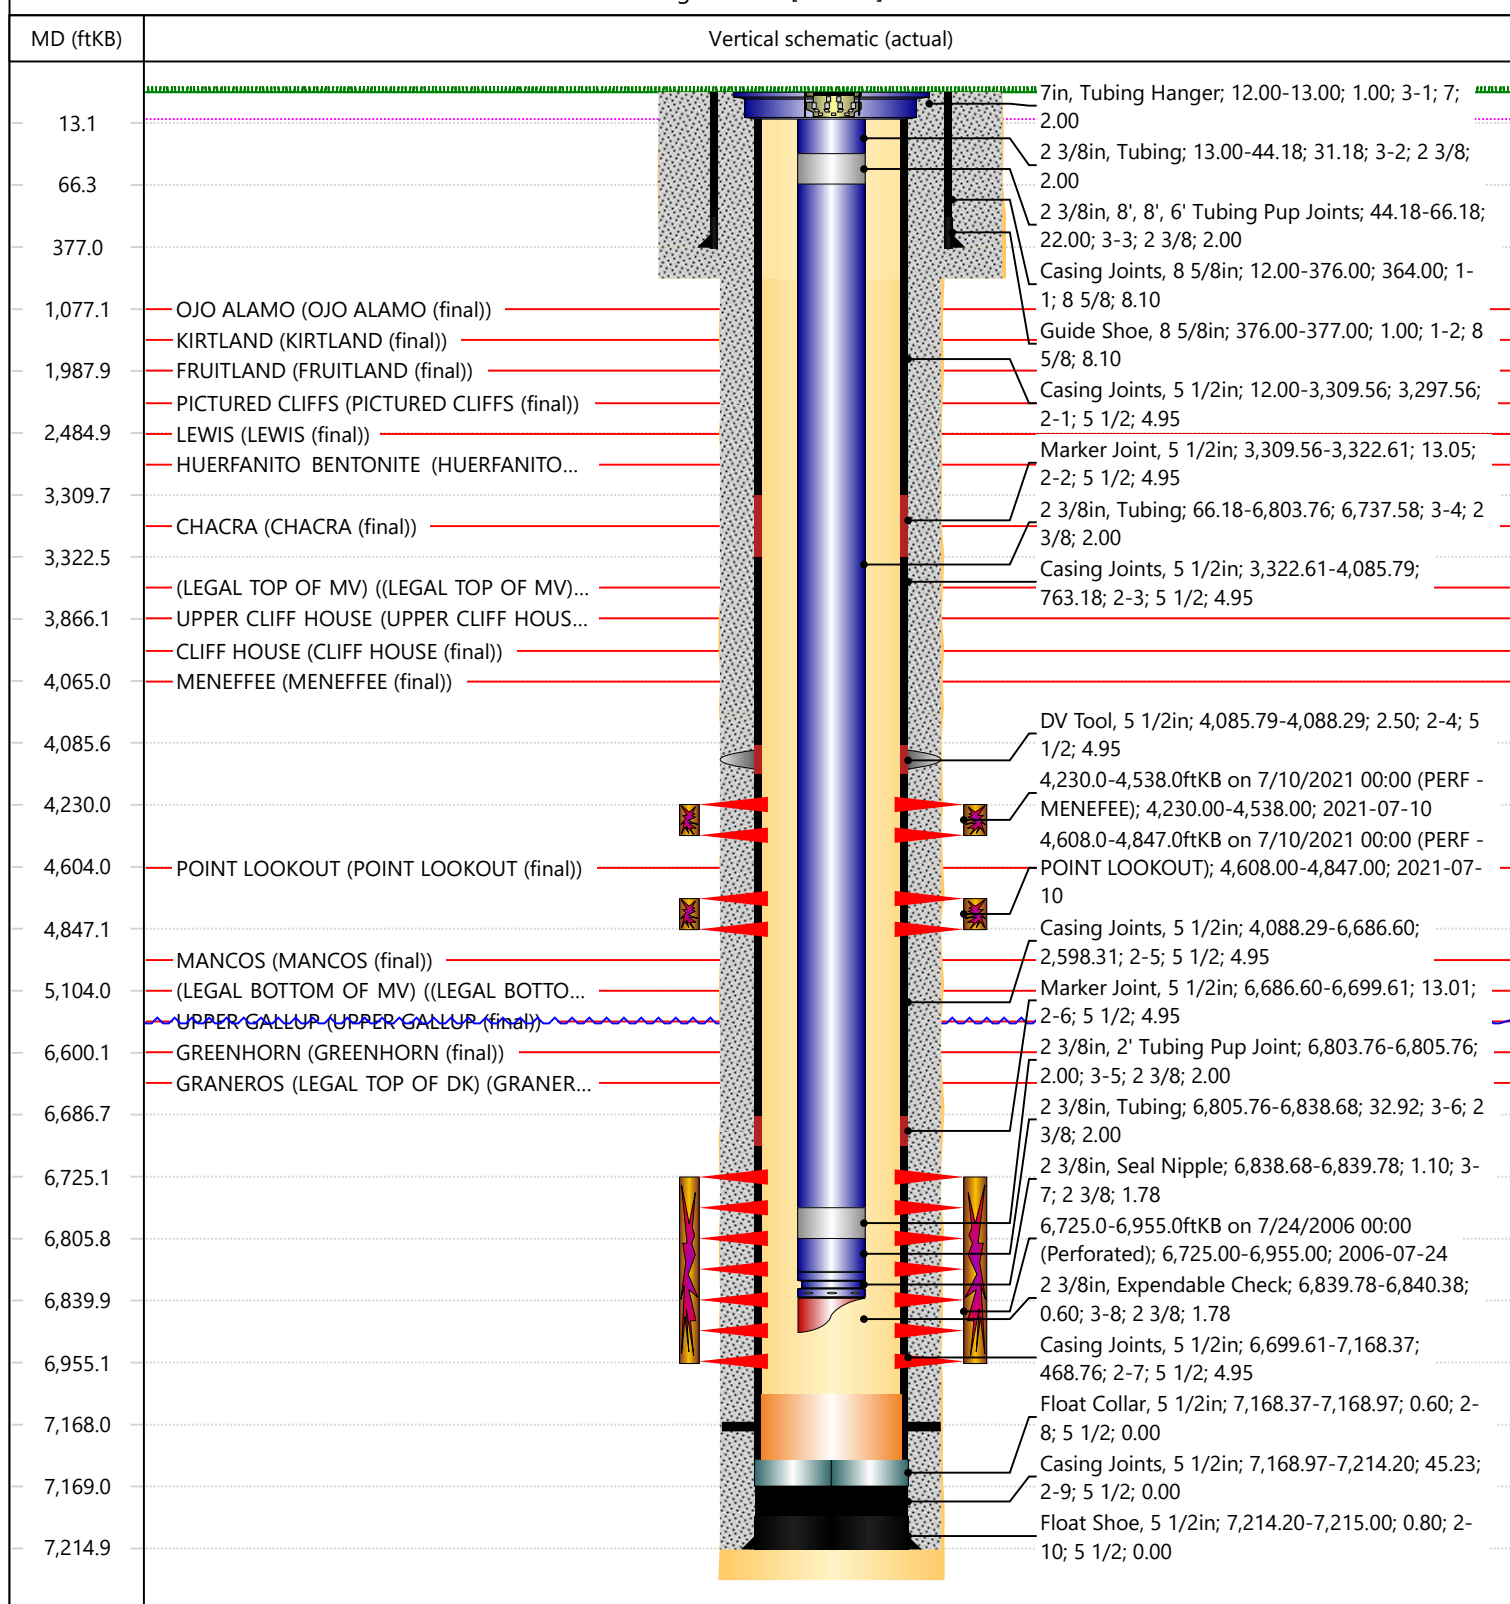 MD (ftKB)
Vertical schematic (actual)
13.1
66.3
377.0
1,077.1
1,987.9
2,484.9
3,309.7
3,322.5
3,866.1
4,065.0
4,085.6
4,230.0
4,604.0
4,847.1
5,104.0
6,600.1
6,686.7
6,725.1
6,805.8
6,839.9
6,955.1
7,168.0
7,169.0
7,214.9
OJO ALAMO (OJO ALAMO (final))
KIRTLAND (KIRTLAND (final))
FRUITLAND (FRUITLAND (final))
PICTURED CLIFFS (PICTURED CLIFFS (final))
LEWIS (LEWIS (final))
HUERFANITO BENTONITE (HUERFANITO...
CHACRA (CHACRA (final))
(LEGAL TOP OF MV) ((LEGAL TOP OF MV)...
UPPER CLIFF HOUSE (UPPER CLIFF HOUS...
CLIFF HOUSE (CLIFF HOUSE (final))
MENEFFEE (MENEFFEE (final))
POINT LOOKOUT (POINT LOOKOUT (final))
MANCOS (MANCOS (final))
(LEGAL BOTTOM OF MV) ((LEGAL BOTTO...
UPPER GALLUP (UPPER GALLUP (final))
GREENHORN (GREENHORN (final))
GRANEROS (LEGAL TOP OF DK) (GRANER...
7in, Tubing Hanger; 12.00-13.00; 1.00; 3-1; 7;
2.00
2 3/8in, Tubing; 13.00-44.18; 31.18; 3-2; 2 3/8;
2.00
2 3/8in, 8', 8', 6' Tubing Pup Joints; 44.18-66.18;
22.00; 3-3; 2 3/8; 2.00
Casing Joints, 8 5/8in; 12.00-376.00; 364.00; 1-
1; 8 5/8; 8.10
Guide Shoe, 8 5/8in; 376.00-377.00; 1.00; 1-2; 8
5/8; 8.10
Casing Joints, 5 1/2in; 12.00-3,309.56; 3,297.56;
2-1; 5 1/2; 4.95
Marker Joint, 5 1/2in; 3,309.56-3,322.61; 13.05;
2-2; 5 1/2; 4.95
2 3/8in, Tubing; 66.18-6,803.76; 6,737.58; 3-4; 2
3/8; 2.00
Casing Joints, 5 1/2in; 3,322.61-4,085.79;
763.18; 2-3; 5 1/2; 4.95
DV Tool, 5 1/2in; 4,085.79-4,088.29; 2.50; 2-4; 5
1/2; 4.95
4,230.0-4,538.0ftKB on 7/10/2021 00:00 (PERF -
MENEFEE); 4,230.00-4,538.00; 2021-07-10
4,608.0-4,847.0ftKB on 7/10/2021 00:00 (PERF -
POINT LOOKOUT); 4,608.00-4,847.00; 2021-07-
10
Casing Joints, 5 1/2in; 4,088.29-6,686.60;
2,598.31; 2-5; 5 1/2; 4.95
Marker Joint, 5 1/2in; 6,686.60-6,699.61; 13.01;
2-6; 5 1/2; 4.95
2 3/8in, 2' Tubing Pup Joint; 6,803.76-6,805.76;
2.00; 3-5; 2 3/8; 2.00
2 3/8in, Tubing; 6,805.76-6,838.68; 32.92; 3-6; 2
3/8; 2.00
2 3/8in, Seal Nipple; 6,838.68-6,839.78; 1.10; 3-
7; 2 3/8; 1.78
6,725.0-6,955.0ftKB on 7/24/2006 00:00
(Perforated); 6,725.00-6,955.00; 2006-07-24
2 3/8in, Expendable Check; 6,839.78-6,840.38;
0.60; 3-8; 2 3/8; 1.78
Casing Joints, 5 1/2in; 6,699.61-7,168.37;
468.76; 2-7; 5 1/2; 4.95
Float Collar, 5 1/2in; 7,168.37-7,168.97; 0.60; 2-
8; 5 1/2; 0.00
Casing Joints, 5 1/2in; 7,168.97-7,214.20; 45.23;
2-9; 5 1/2; 0.00
Float Shoe, 5 1/2in; 7,214.20-7,215.00; 0.80; 2-
10; 5 1/2; 0.00